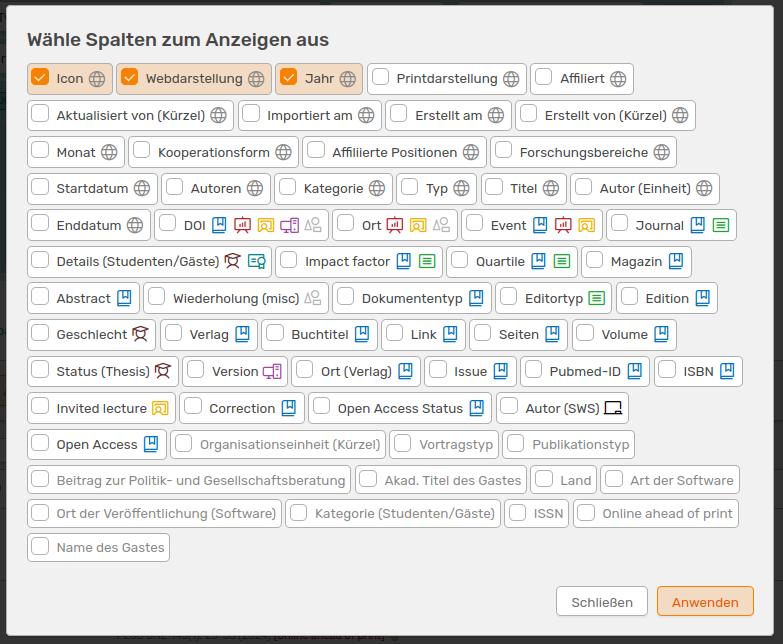 Wähle Spalten zum Anzeigen aus
Icon Webdarstellung Jahr Printdarstellung Affiliert
Aktualisiert von (Kürzel) Importiert am Erstellt am Erstellt von (Kürzel)
Monat Kooperationsform Affiliierte Positionen Forschungsbereiche
Startdatum Autoren Kategorie Typ Titel Autor (Einheit)
Enddatum DOI Ort Event Journal
Details (Studenten/Gäste) Impact factor Quartile Magazin
Abstract Wiederholung (misc) Dokumententyp Editortyp Edition
Geschlecht Verlag Buchtitel Link Seiten Volume
Status (Thesis) Version Ort (Verlag) Issue Pubmed-ID ISBN
Invited lecture Correction Open Access Status Autor (SWS)
Open Access Organisationseinheit (Kürzel) Vortragstyp Publikationstyp
Beitrag zur Politik- und Gesellschaftsberatung Akad. Titel des Gastes Land Art der Software
Ort der Veröffentlichung (Software) Kategorie (Studenten/Gäste) ISSN Online ahead of print
Name des Gastes
Schließen Anwenden